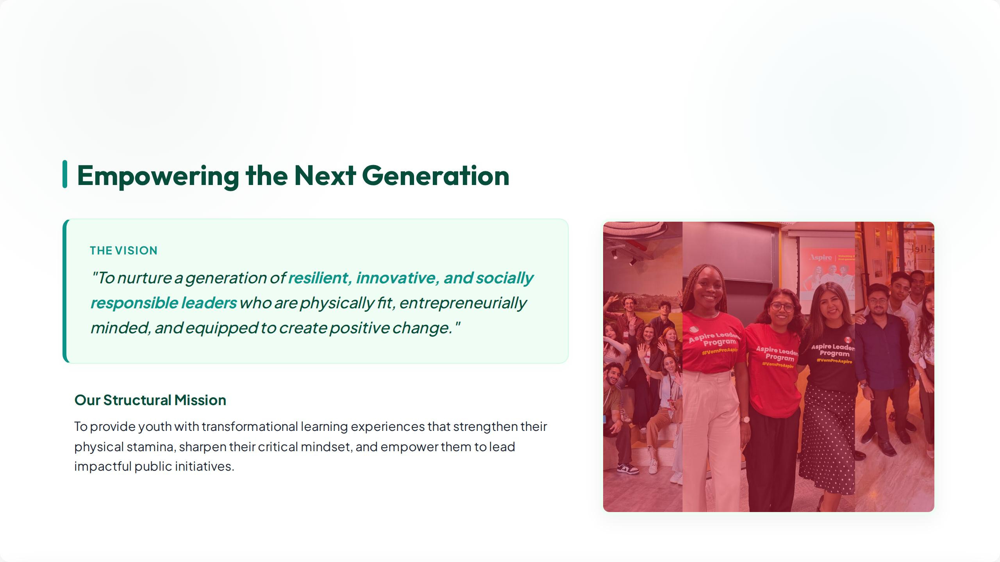 Empowering the Next Generation
THE VISION
"To nurture a generation of resilient, innovative, and socially
responsible leaders who are physically fit, entrepreneurially
minded, and equipped to create positive change."
Our Structural Mission
To provide youth with transformational learning experiences that strengthen their
physical stamina, sharpen their critical mindset, and empower them to lead
impactful public initiatives.
Aspire
Aspire Leaders
Program
#VemProAspire
Aspire Leader
Program
#VemProAspire
Aspire Leaders
Program
#VemProAspire